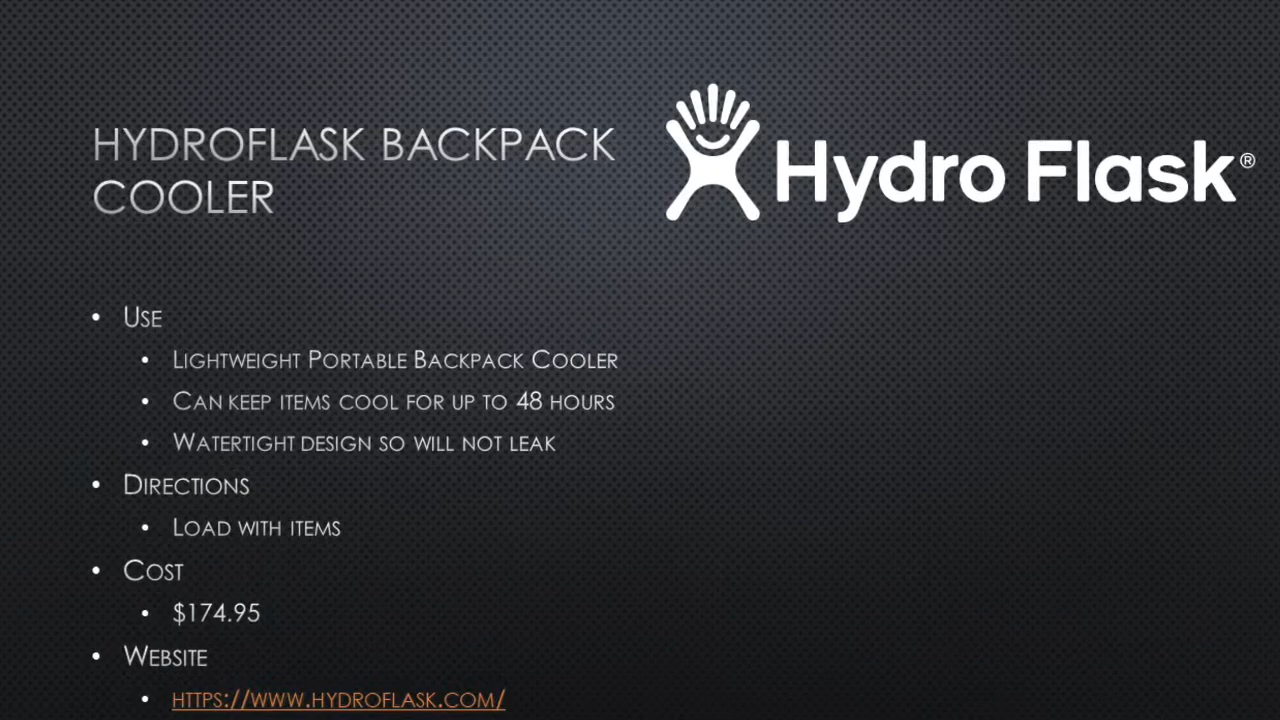 HYDROFLASK BACKPACK
COOLER
Hydro Flask®
• USE
• LIGHTWEIGHT PORTABLE BACKPACK COOLER
• CAN KEEP ITEMS COOL FOR UP TO 48 HOURS
• WATERTIGHT DESIGN SO WILL NOT LEAK
• DIRECTIONS
• LOAD WITH ITEMS
• COST
• $174.95
• WEBSITE
• HTTPS://WWW.HYDROFLASK.COM/